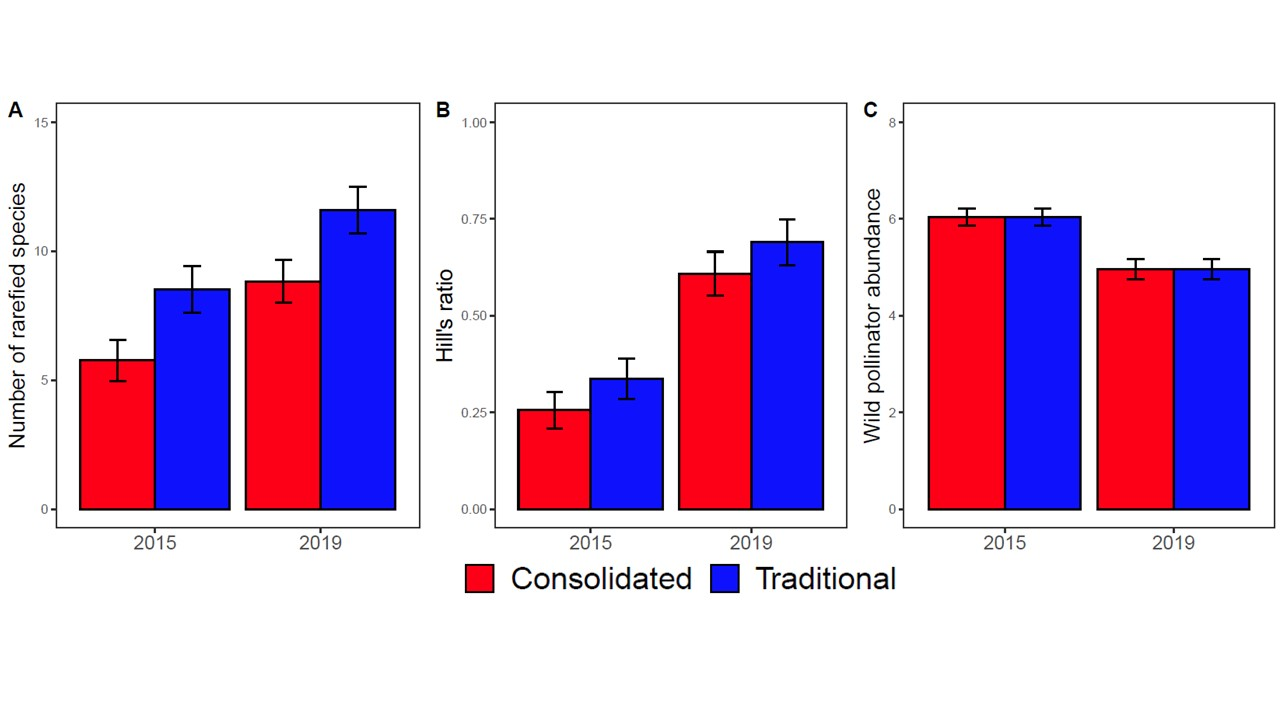 A
Number of rarefied species
15
10
5
0
2015 2019
B
Hill's ratio
1.00
0.75
0.50
0.25
0.00
2015 2019
C
Wild pollinator abundance
8
6
4
2
0
2015 2019
Consolidated Traditional